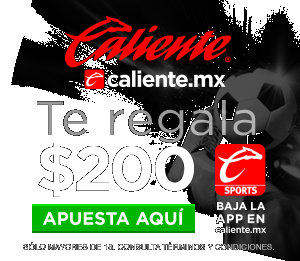 Caliente
caliente.mx
Te regala
$200
SPORTS
APUESTA AQUÍ
BAJA LA
APP EN
caliente.mx
SÓLO MAYORES DE 18. CONSULTA TÉRMINOS Y CONDICIONES.